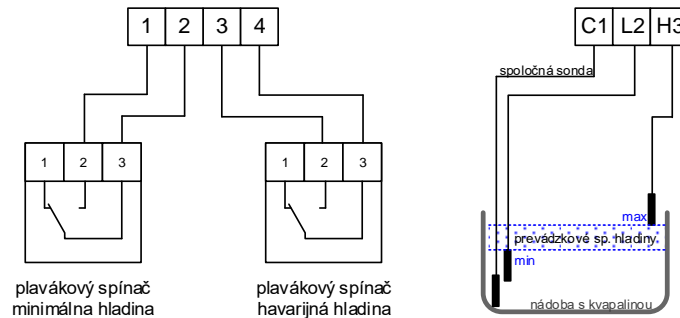 1 2 3 4
1 2 3
plavákový spínač
minimálna hladina
1 2 3
plavákový spínač
havarijná hladina
C1 L2 H3
spoločná sonda
max
prevádzkové sp. hladiny
min
nádoba s kvapalinou